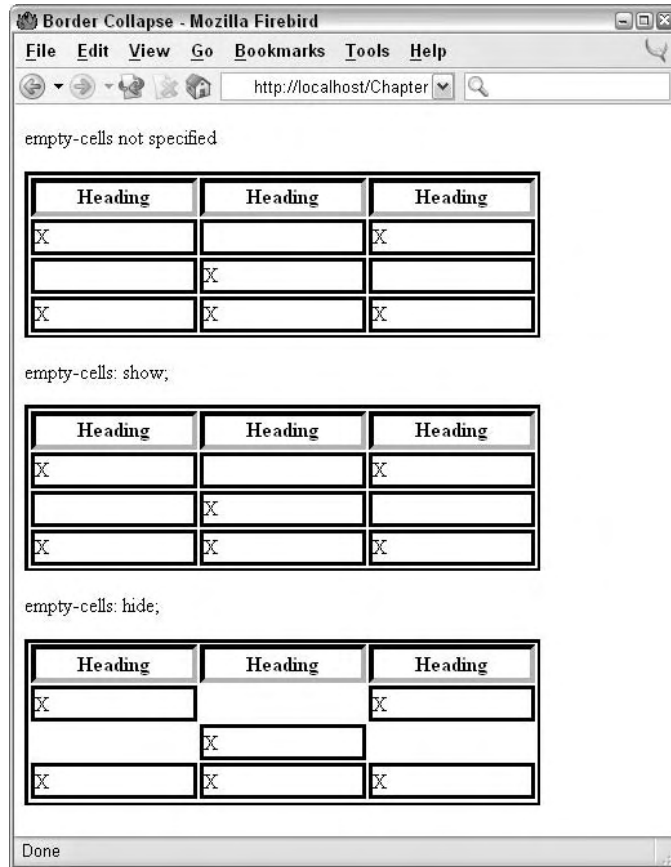 Border Collapse - Mozilla Firebird
File Edit View Go Bookmarks Tools Help
http://localhost/Chapter
empty-cells not specified
Heading Heading Heading
X X
X
X X X
empty-cells: show;
Heading Heading Heading
X X
X
X X X
empty-cells: hide;
Heading Heading Heading
X X
X
X X X
Done